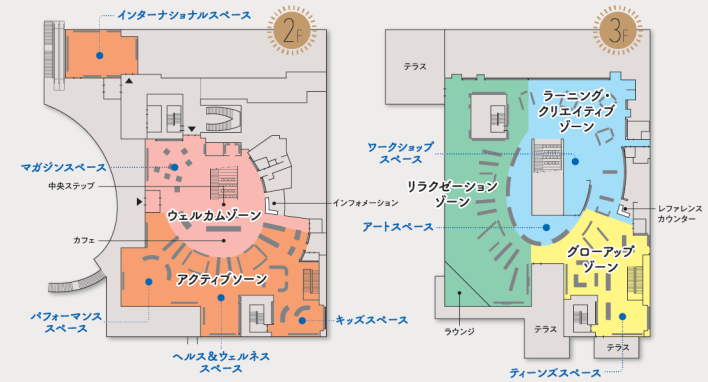 インターナショナルスペース
2F
マガジンスペース
中央ステップ
ウェルカムゾーン
インフォメーション
カフェ
アクティブゾーン
パフォーマンス
スペース
キッズスペース
ヘルス&ウェルネス
スペース
3F
テラス
ラーニング・
クリエイティブ
ゾーン
ワークショップ
スペース
リラクゼーション
ゾーン
レファレンス
カウンター
アートスペース
グローアップ
ゾーン
ラウンジ
テラス
テラス
ティーンズスペース